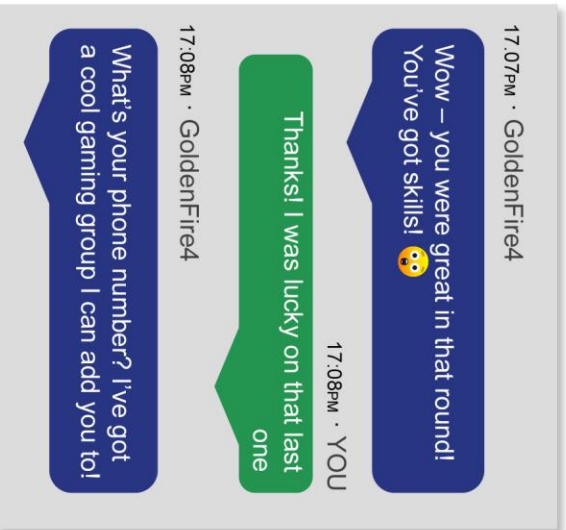 17.07PM · GoldenFire4
Wow – you were great in that round!
You've got skills! 😲
17:08PM · YOU
Thanks! I was lucky on that last
one
17:08PM · GoldenFire4
What's your phone number? I've got
a cool gaming group I can add you to!